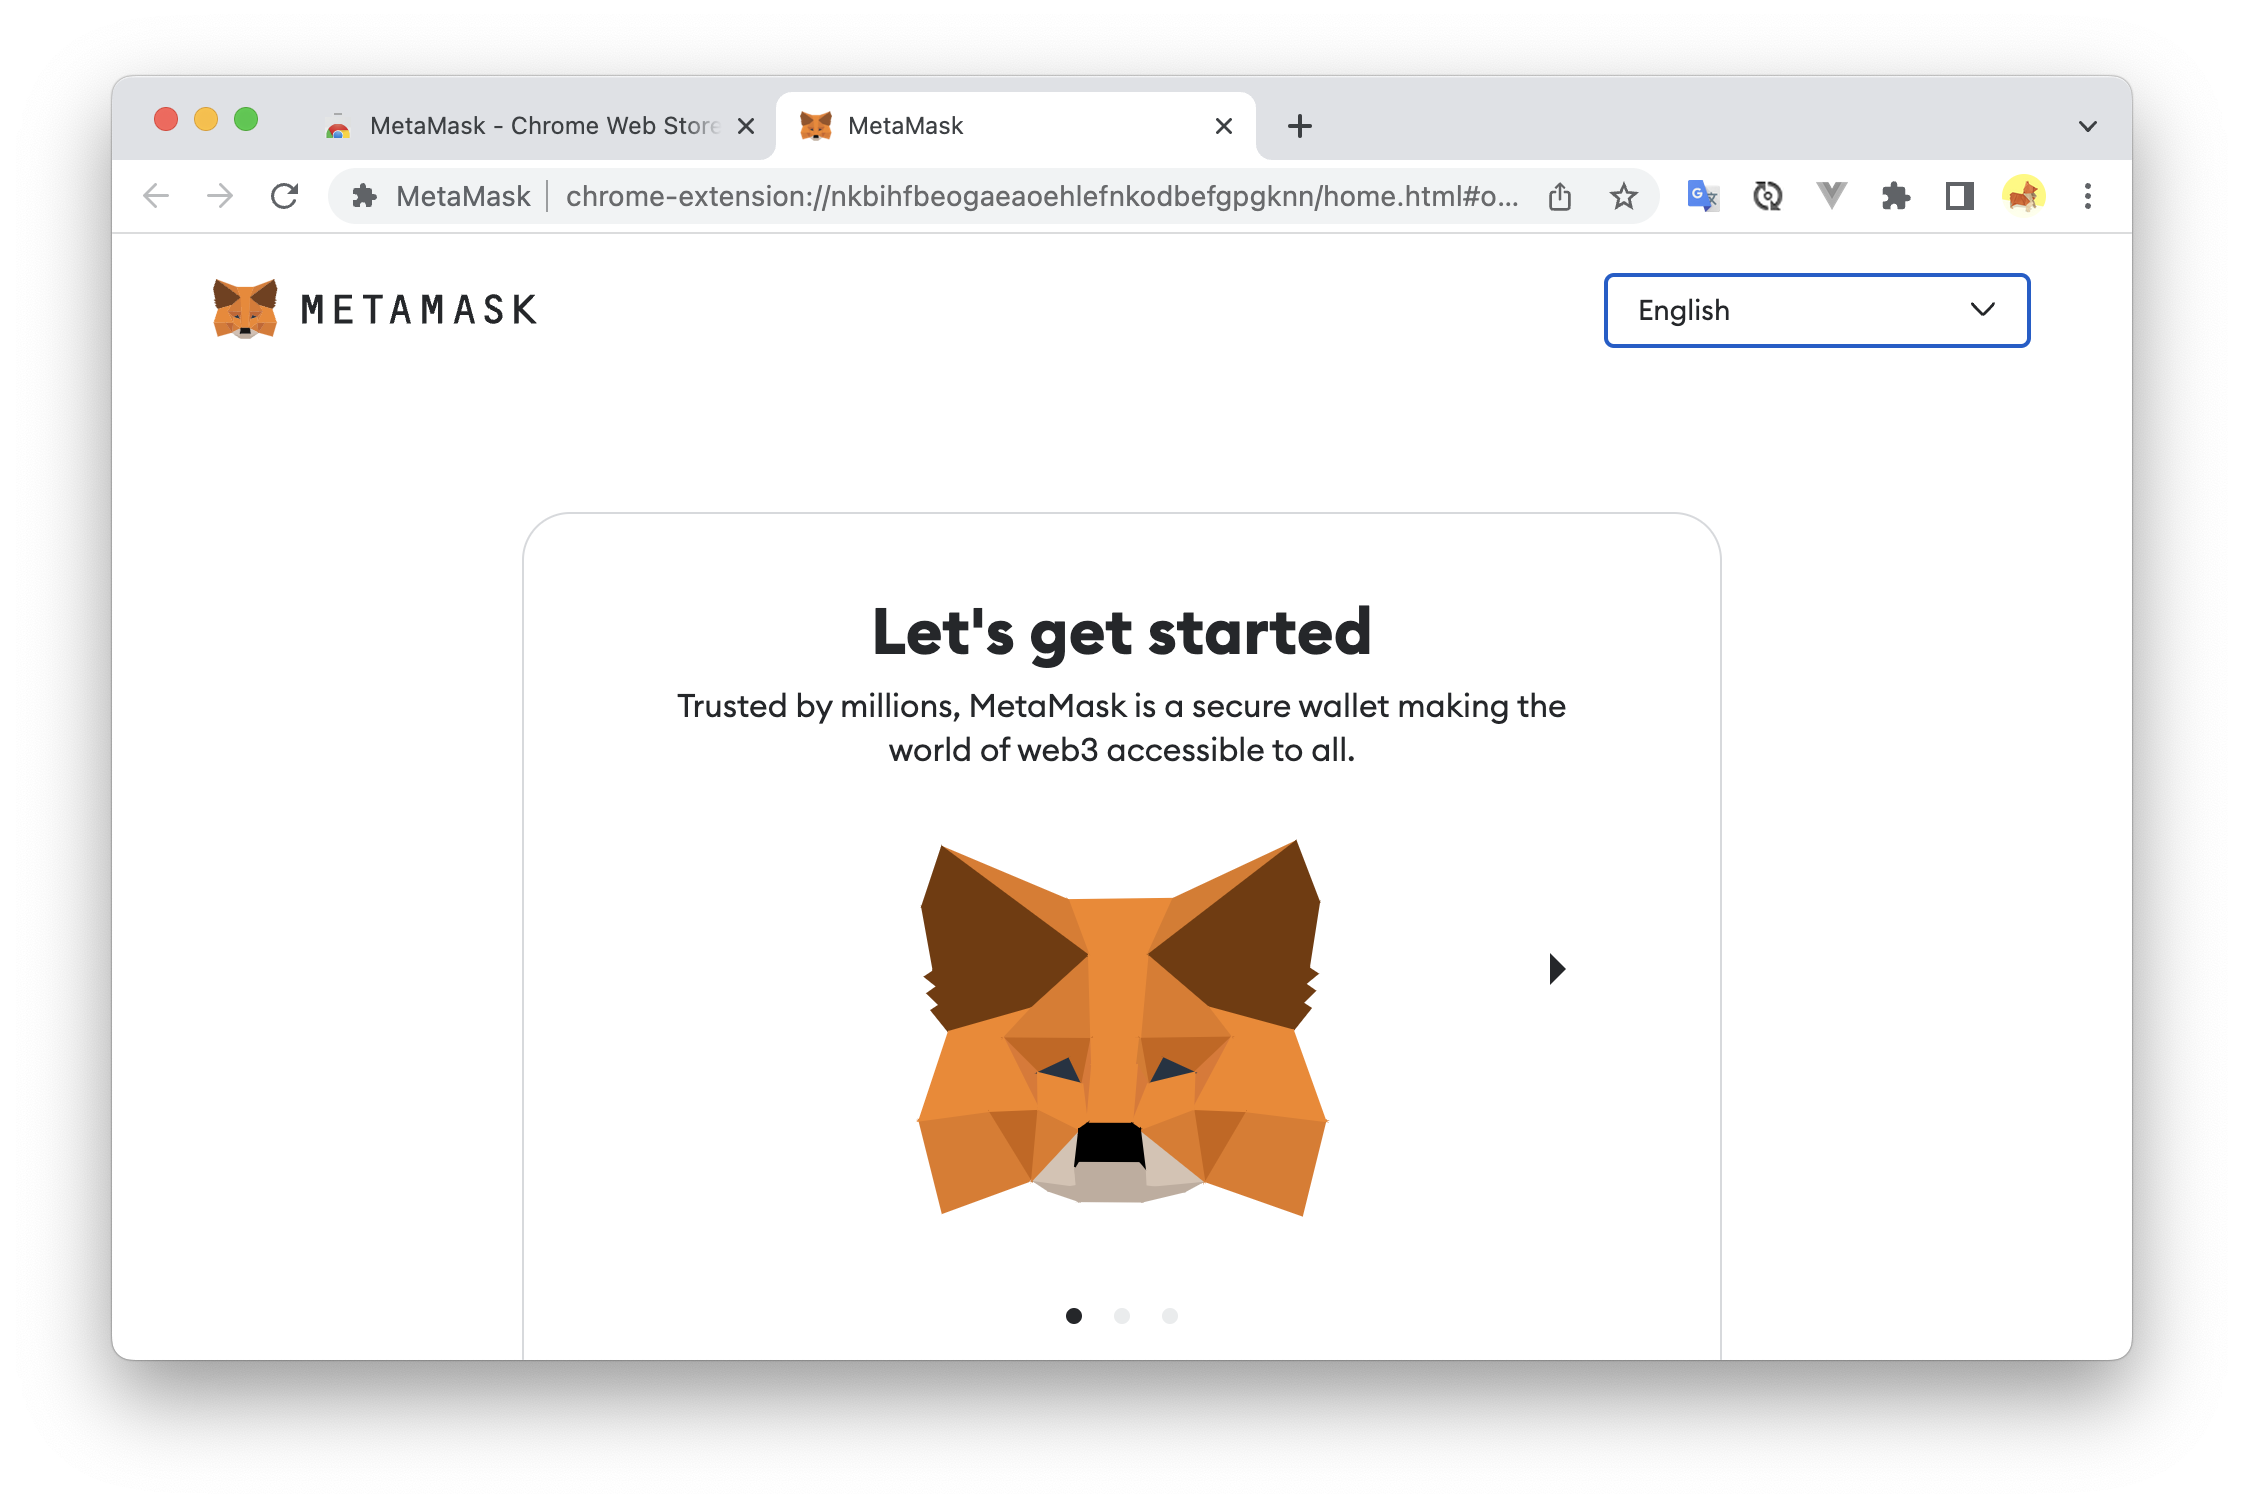 MetaMask - Chrome Web Store
MetaMask
MetaMask
chrome-extension://nkbihfbeogaeaoehlefnkodbefgpgknn/home.html#o...
METAMASK
English
Let's get started
Trusted by millions, MetaMask is a secure wallet making the
world of web3 accessible to all.